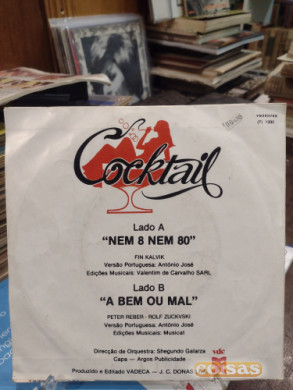 Cocktail
Lado A
"NEM 8 NEM 80"
FIN KALVIK
Versão Portuguesa: António José
Edições Musicais: Valentim de Carvalho SARL
Lado B
"A BEM OU MAL"
PETER REBER - ROLF ZUCKVSKI
Versão Portuguesa: António José
Edições Musicais: Musicat
Direcção de Orquestra: Shegundo Galarza
Capa — Argos Publicidade
Produzido e Editado VADECA — J. C. DONAS
coisas